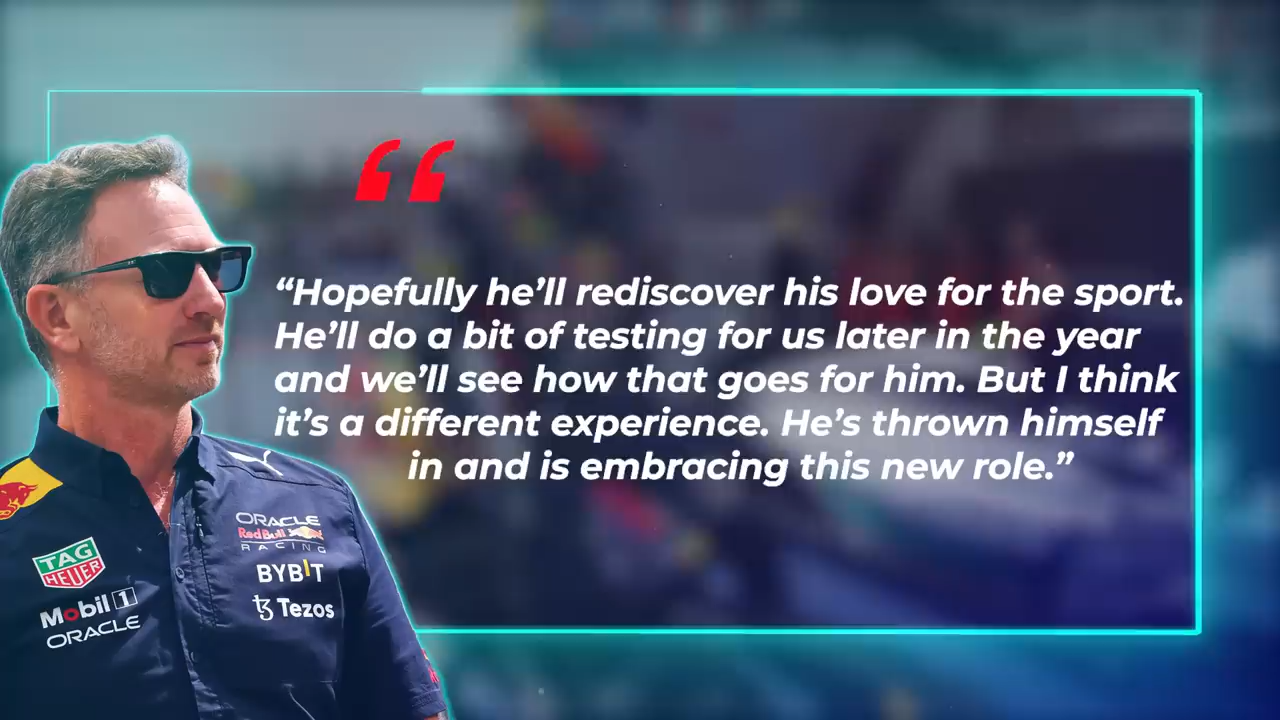 “
“Hopefully he’ll rediscover his love for the sport.
He’ll do a bit of testing for us later in the year
and we’ll see how that goes for him. But I think
it’s a different experience. He’s thrown himself
in and is embracing this new role.”
ORACLE
Red Bull
RACING
TAG
HEUER
BYBIT
Mobil 1
Tezos
ORACLE